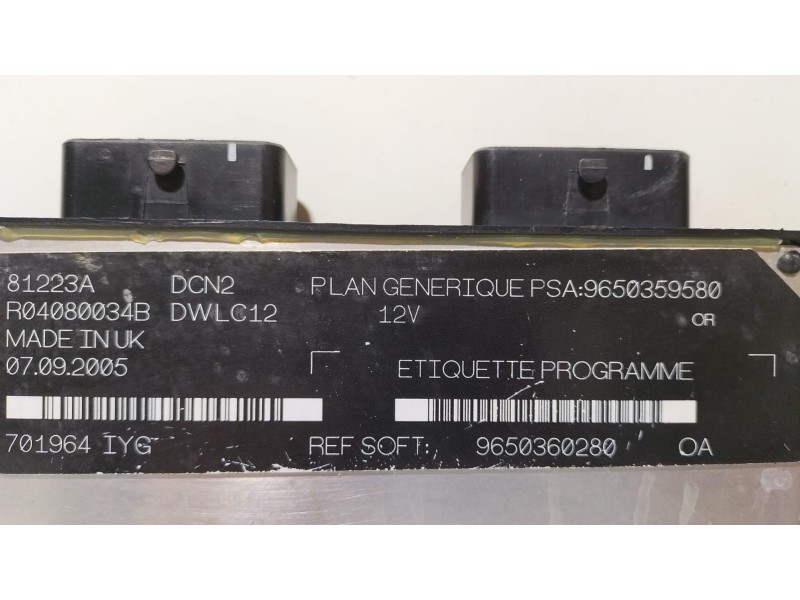 81223A DCN2 PLAN GENERIQUE PSA:9650359580
R04080034B DWLC12 12V OR
MADE IN UK
07.09.2005 ETIQUETTE PROGRAMME
701964 IYG REF SOFT: 9650360280 OA